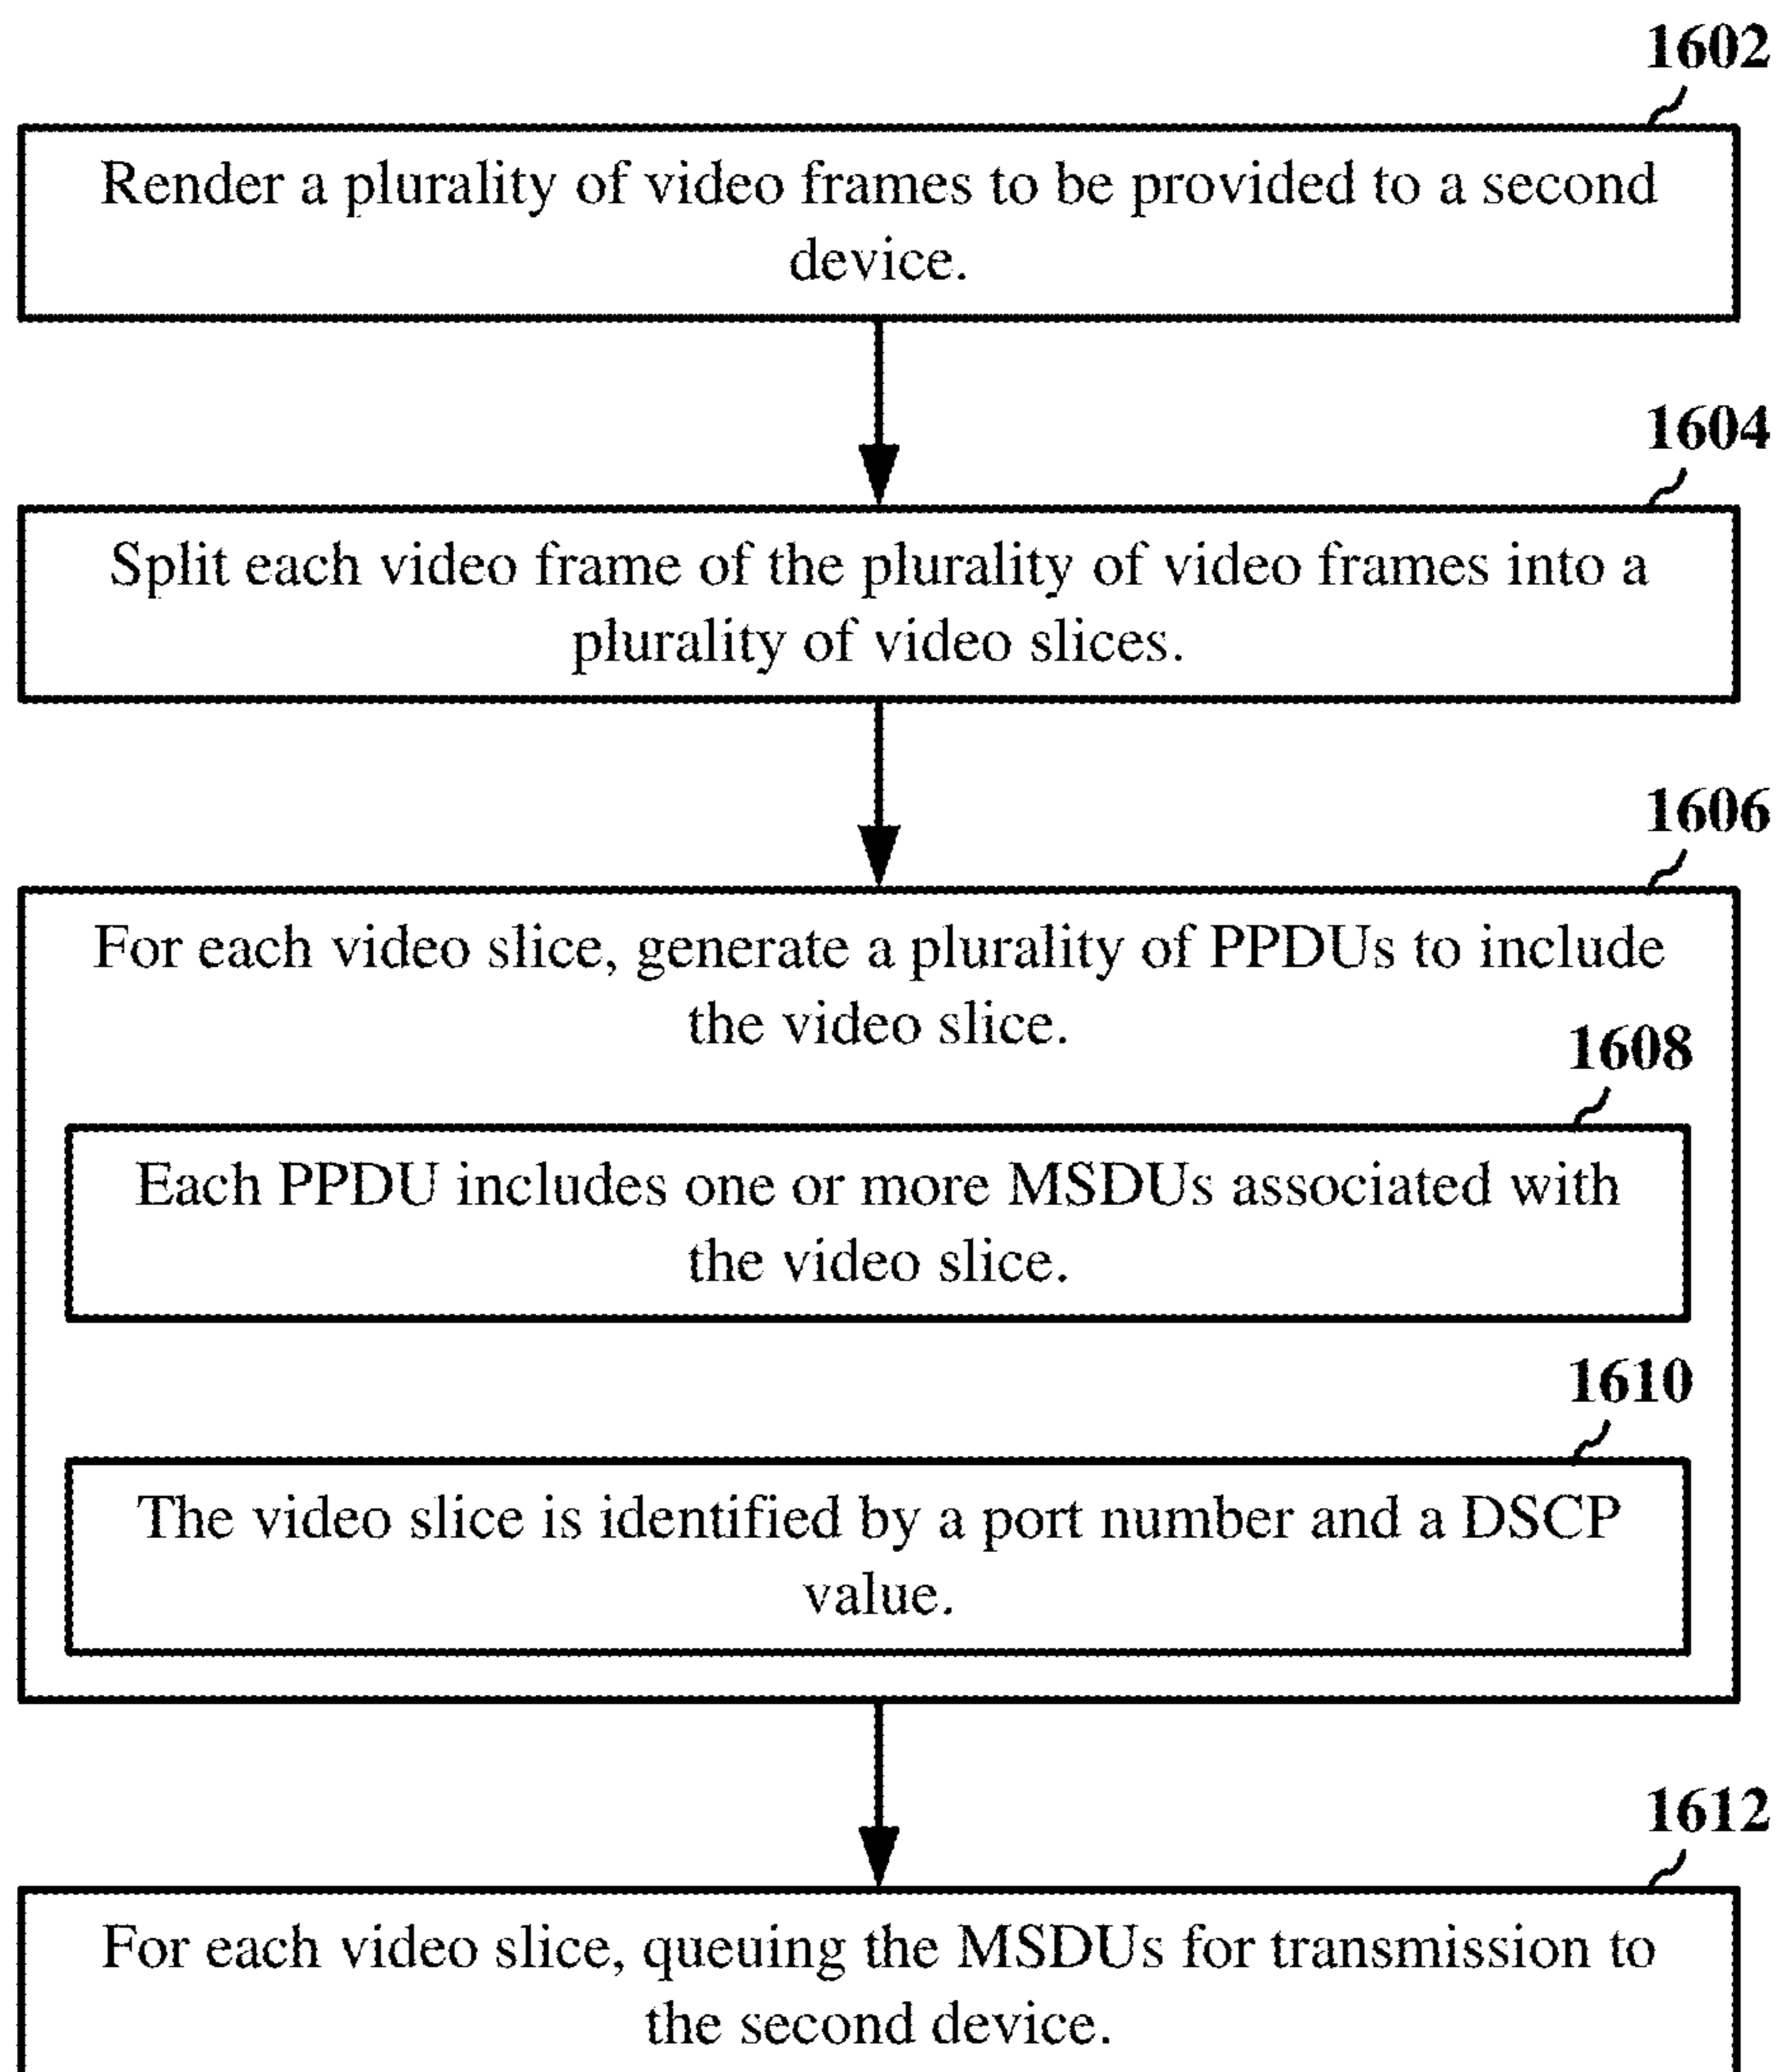 1602
Render a plurality of video frames to be provided to a second
device.
1604
Split each video frame of the plurality of video frames into a
plurality of video slices.
1606
For each video slice, generate a plurality of PPDUs to include
the video slice.
1608
Each PPDU includes one or more MSDUs associated with
the video slice.
1610
The video slice is identified by a port number and a DSCP
value.
1612
For each video slice, queuing the MSDUs for transmission to
the second device.